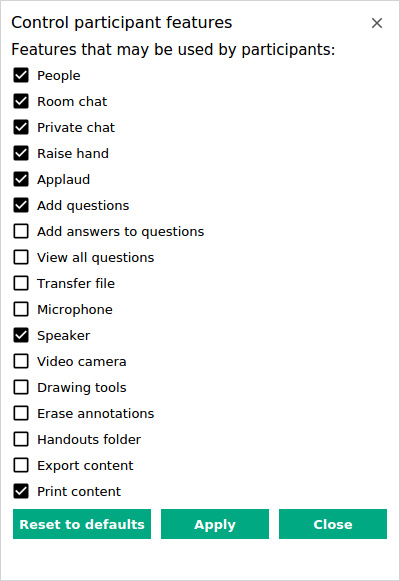 Control participant features
Features that may be used by participants:
People
Room chat
Private chat
Raise hand
Applaud
Add questions
Add answers to questions
View all questions
Transfer file
Microphone
Speaker
Video camera
Drawing tools
Erase annotations
Handouts folder
Export content
Print content
Reset to defaults Apply Close